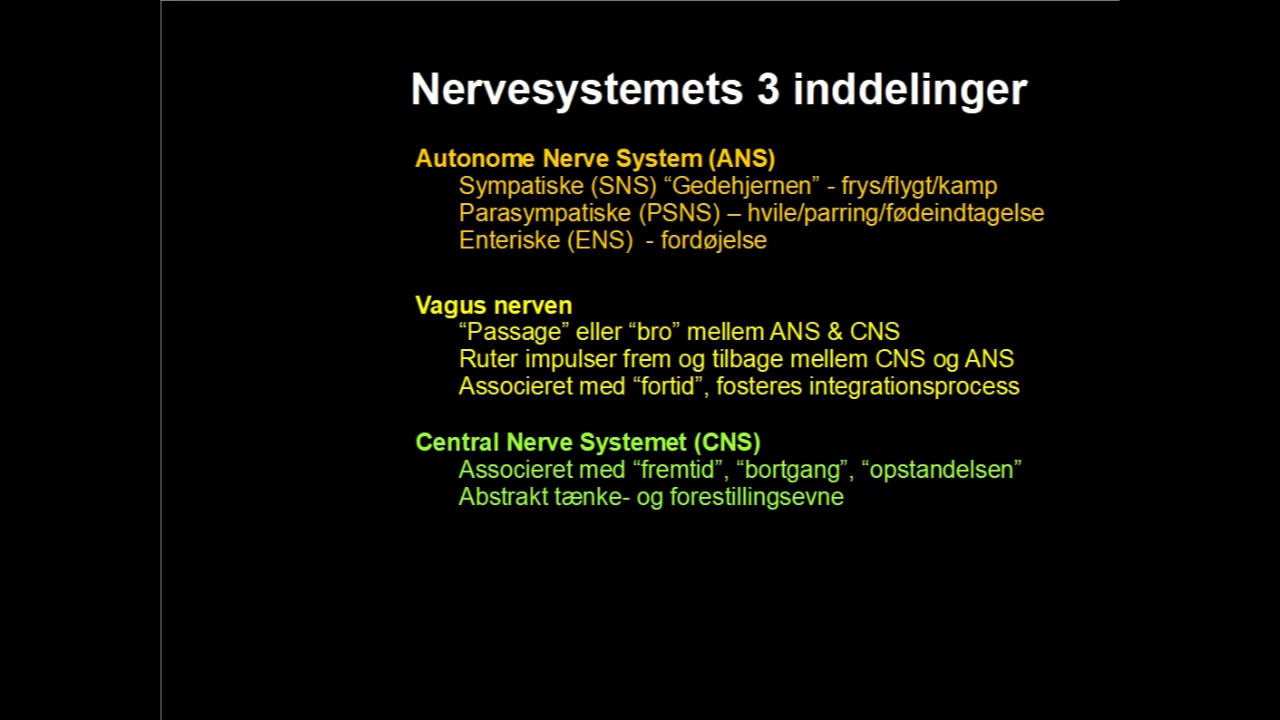 Nervesystemets 3 inddelinger
Autonome Nerve System (ANS)
Sympatiske (SNS) “Gedehjernen” - frys/flygt/kamp
Parasympatiske (PSNS) – hvile/parring/fødeindtagelse
Enteriske (ENS)  - fordøjelse
Vagus nerven
“Passage” eller “bro” mellem ANS & CNS
Ruter impulser frem og tilbage mellem CNS og ANS
Associeret med “fortid”, fosteres integrationsprocess
Central Nerve Systemet (CNS)
Associeret med “fremtid”, “bortgang”, “opstandelsen”
Abstrakt tænke- og forestillingsevne